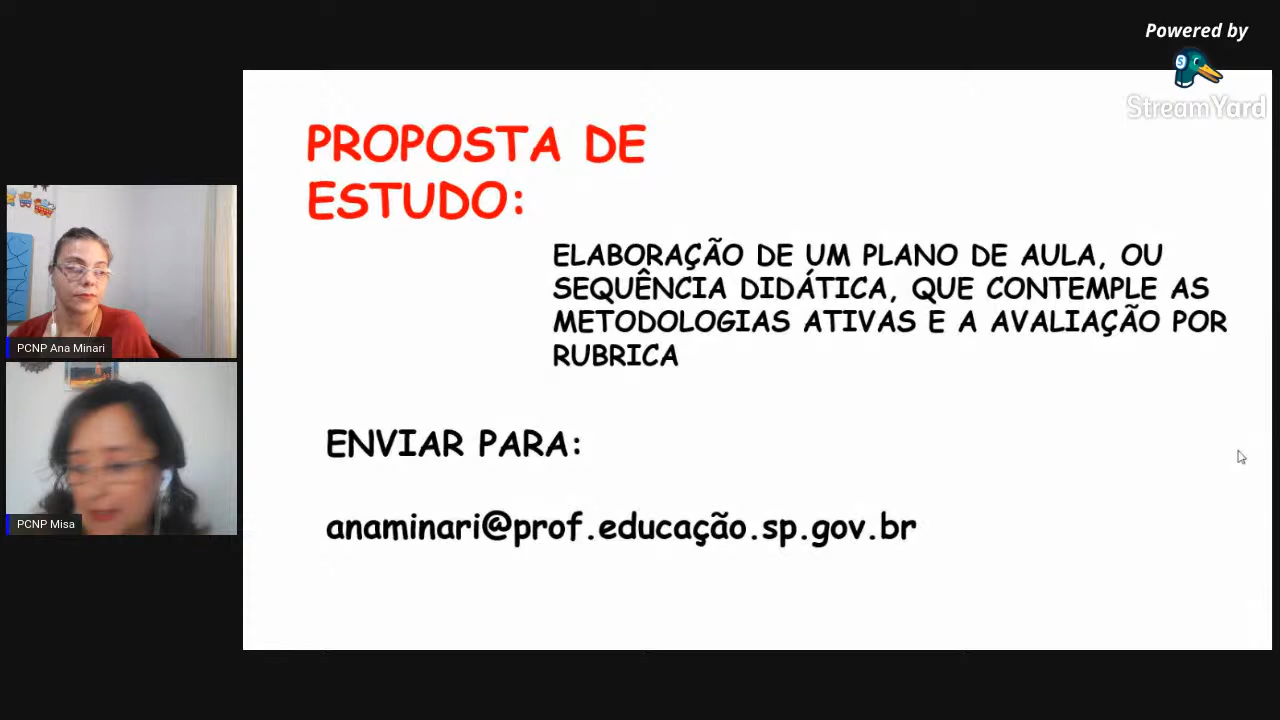 Powered by
StreamYard
PROPOSTA DE
ESTUDO:
ELABORAÇÃO DE UM PLANO DE AULA, OU
SEQUÊNCIA DIDÁTICA, QUE CONTEMPLE AS
METODOLOGIAS ATIVAS E A AVALIAÇÃO POR
RUBRICA
ENVIAR PARA:
anaminari@prof.educação.sp.gov.br
PCNP Ana Minari
PCNP Misa